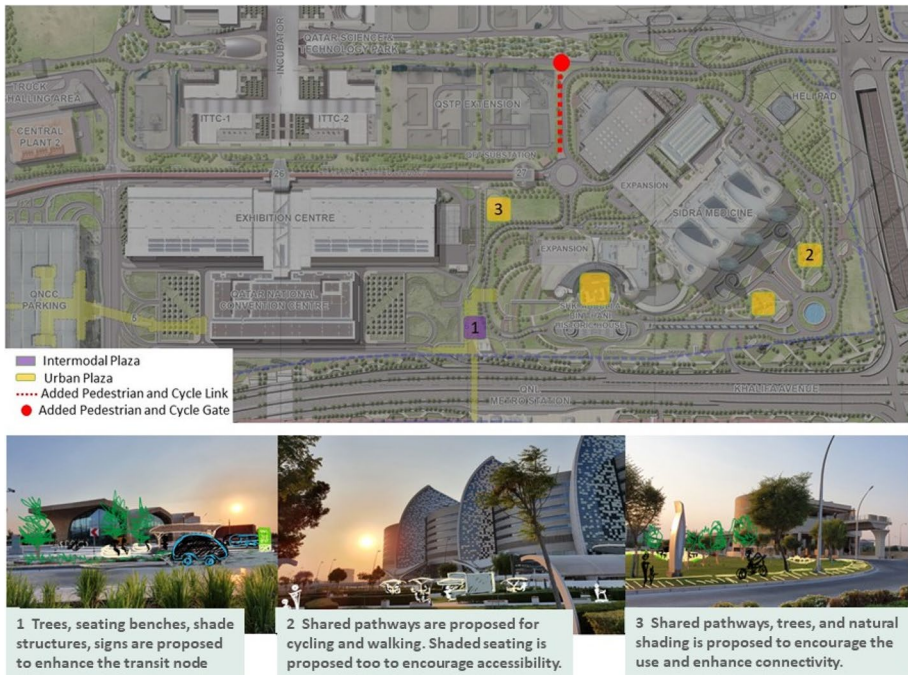 INCUBATOR
QATAR SCIENCE &
TECHNOLOGY PARK
TRUCK
CENTRAL
PLANT 2
ITTC-1
ITTC-2
QSTP EXTENSION
HELIPAD
SUBSTATION
26
27
EXPANSION
3
EXHIBITION CENTRE
SIDRA MEDICINE
EXPANSION
2
QNCC
PARKING
QATAR NATIONAL
CONVENTION CENTRE
1
QNL
METRO STATION
KHALIFA AVENUE
Intermodal Plaza
Urban Plaza
Added Pedestrian and Cycle Link
Added Pedestrian and Cycle Gate
1 Trees, seating benches, shade
structures, signs are proposed
to enhance the transit node
2 Shared pathways are proposed for
cycling and walking. Shaded seating is
proposed too to encourage accessibility.
3 Shared pathways, trees, and natural
shading is proposed to encourage the
use and enhance connectivity.